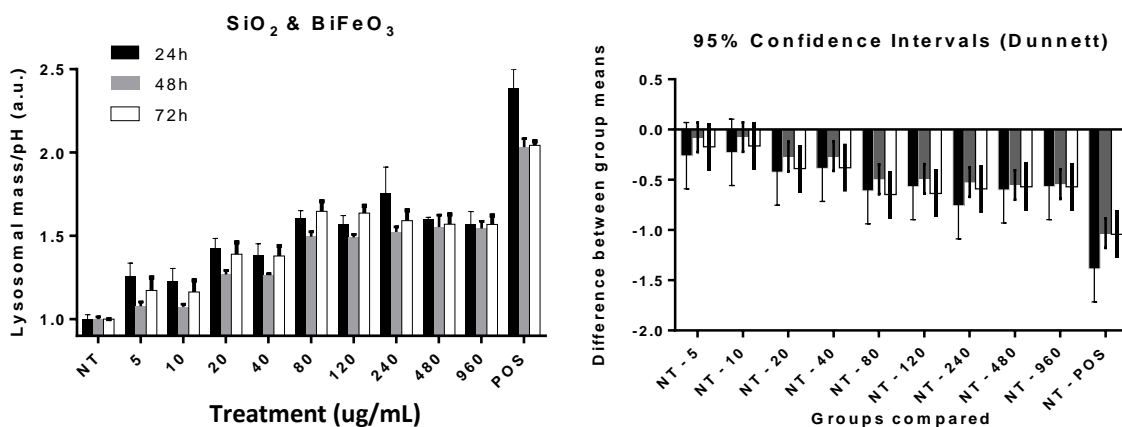 SiO₂ & BiFeO₃
24h
48h
72h
Lysosomal mass/pH (a.u.)
2.5
2.0
1.5
1.0
NT
5
10
20
40
80
120
240
480
960
POS
Treatment (ug/mL)
95% Confidence Intervals (Dunnett)
Difference between group means
0.0
-0.5
-1.0
-1.5
-2.0
NT - 5
NT - 10
NT - 20
NT - 40
NT - 80
NT - 120
NT - 240
NT - 480
NT - 960
NT - POS
Groups compared